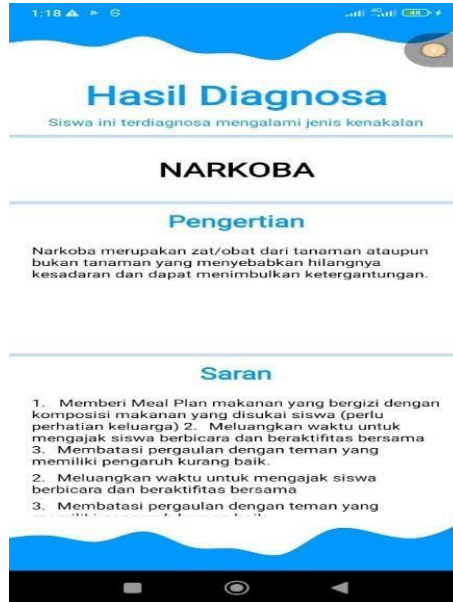 1:18
4G
48
Hasil Diagnosa
Siswa ini terdiagnosa mengalami jenis kenakalan
NARKOBA
Pengertian
Narkoba merupakan zat/obat dari tanaman ataupun
bukan tanaman yang menyebabkan hilangnya
kesadaran dan dapat menimbulkan ketergantungan.
Saran
1. Memberi Meal Plan makanan yang bergizi dengan
komposisi makanan yang disukai siswa (perlu
perhatian keluarga) 2. Meluangkan waktu untuk
mengajak siswa berbicara dan beraktifitas bersama
3. Membatasi pergaulan dengan teman yang
memiliki pengaruh kurang baik.
2. Meluangkan waktu untuk mengajak siswa
berbicara dan beraktifitas bersama
3. Membatasi pergaulan dengan teman yang